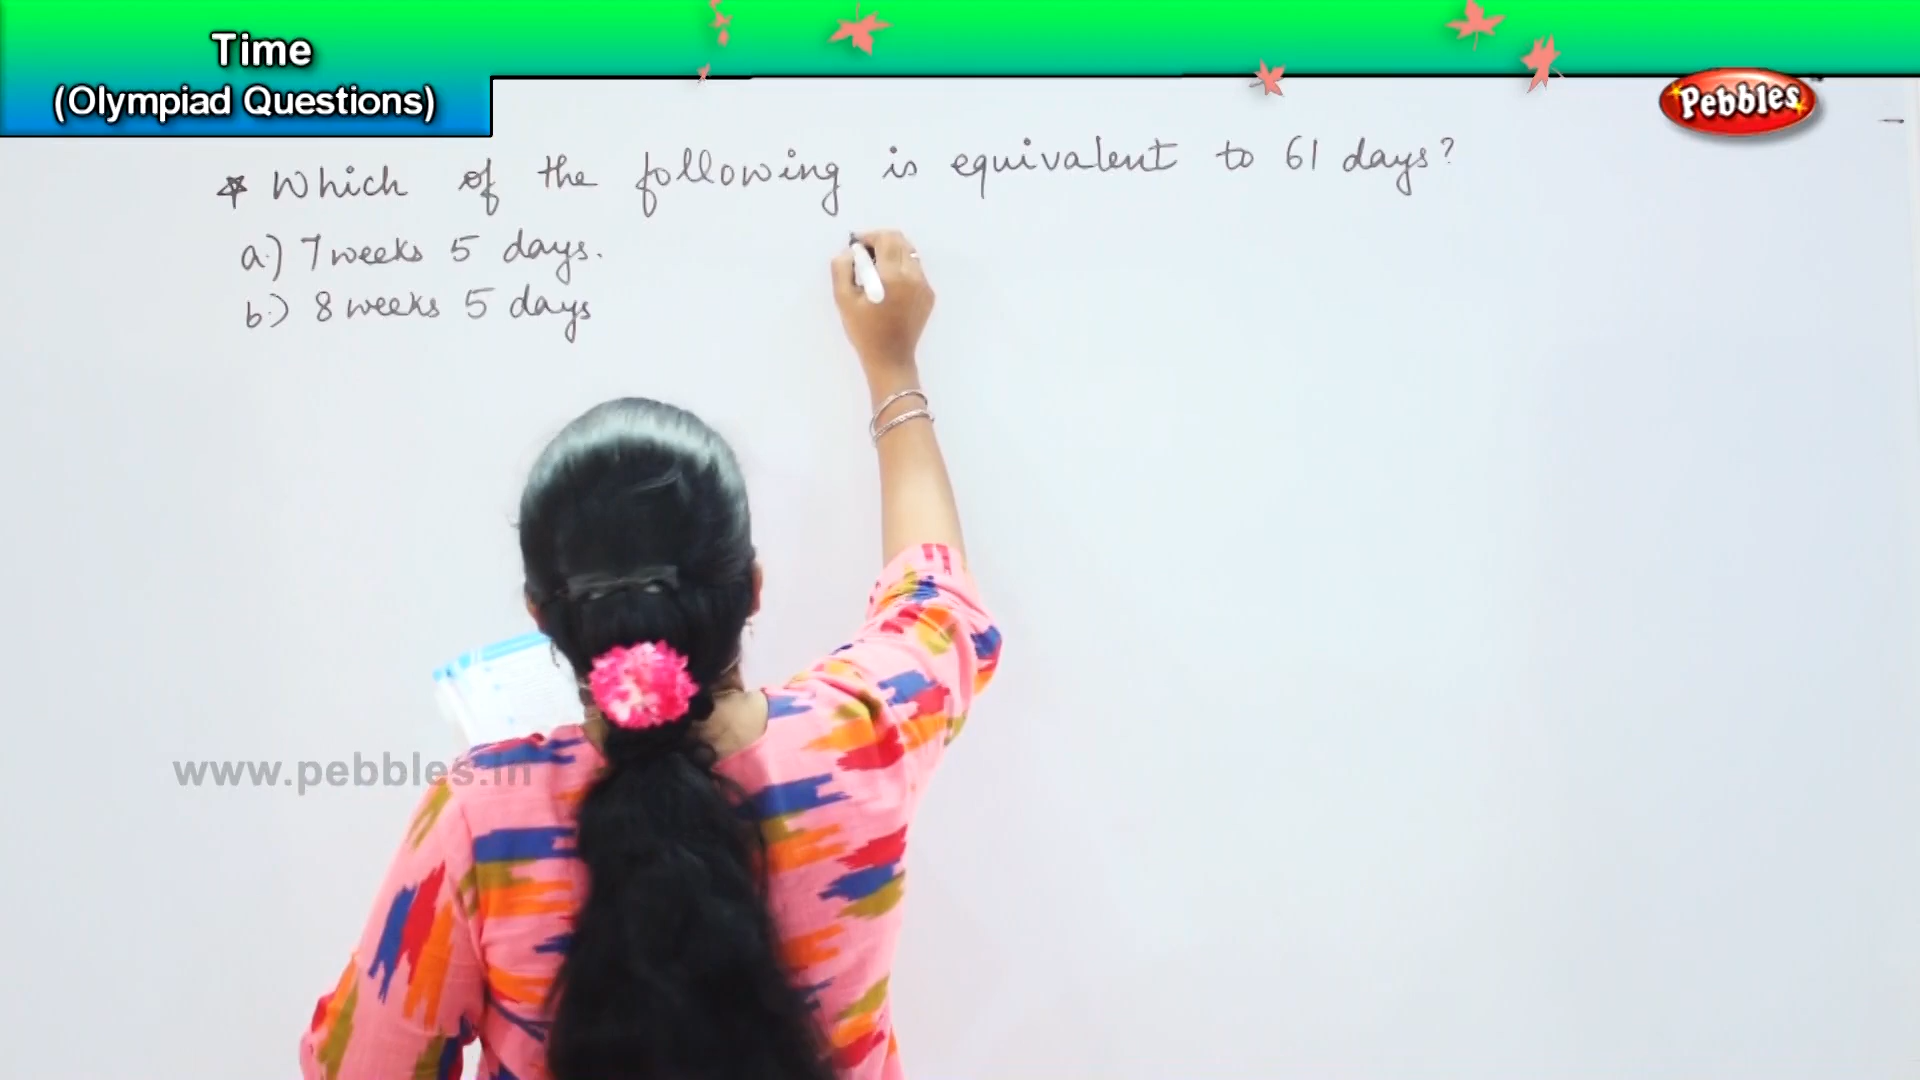 Time
(Olympiad Questions)
Pebbles
* Which of the following is equivalent to 61 days?
a.) 7 weeks 5 days.
b.) 8 weeks 5 days
www.pebbles.in